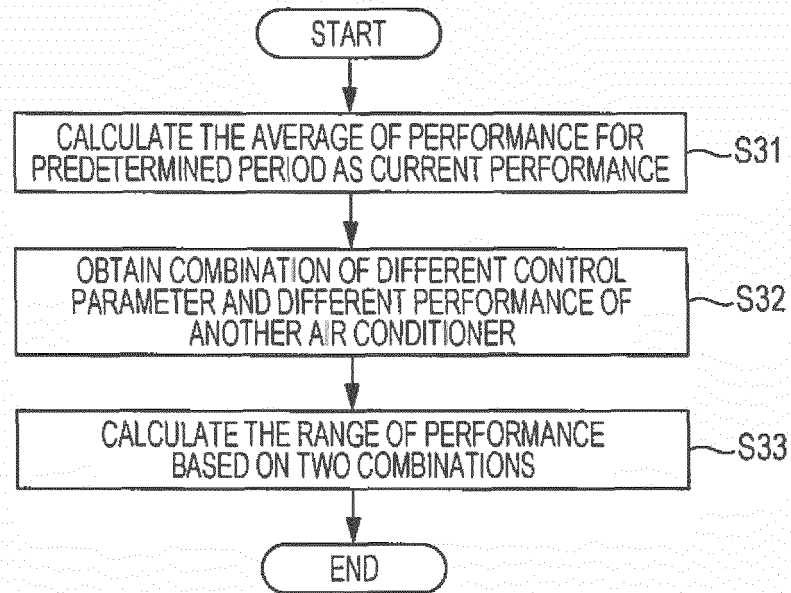 START
CALCULATE THE AVERAGE OF PERFORMANCE FOR
PREDETERMINED PERIOD AS CURRENT PERFORMANCE
S31
OBTAIN COMBINATION OF DIFFERENT CONTROL
PARAMETER AND DIFFERENT PERFORMANCE OF
ANOTHER AIR CONDITIONER
S32
CALCULATE THE RANGE OF PERFORMANCE
BASED ON TWO COMBINATIONS
S33
END